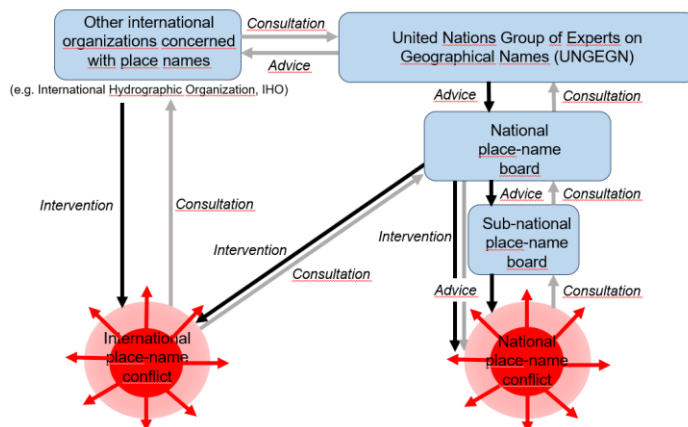 Other international
organizations concerned
with place names
Consultation
Advice
United Nations Group of Experts on
Geographical Names (UNGEGN)
(e.g. International Hydrographic Organization, IHO)
Advice
Consultation
National
place-name
board
Intervention
Consultation
Intervention
Consultation
Intervention
Advice
Consultation
Sub-national
place-name
board
Advice
Consultation
International
place-name
conflict
National
place-name
conflict